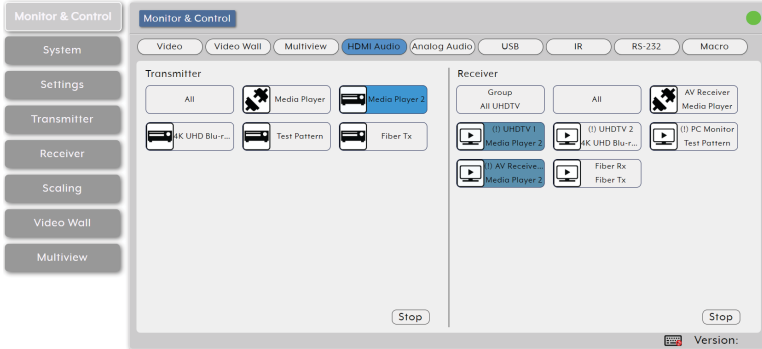 Monitor & Control
System
Settings
Transmitter
Receiver
Scaling
Video Wall
Multiview
Monitor & Control
Video
Video Wall
Multiview
HDMI Audio
Analog Audio
USB
IR
RS-232
Macro
Transmitter
All
Media Player
Media Player 2
4K UHD Blu-r...
Test Pattern
Fiber Tx
Stop
Receiver
Group
All UHDTV
All
AV Receiver
Media Player
(!) UHDTV 1
Media Player 2
(!) UHDTV 2
4K UHD Blu-r...
(!) PC Monitor
Test Pattern
(!) AV Receive...
Media Player 2
Fiber Rx
Fiber Tx
Stop
Version: